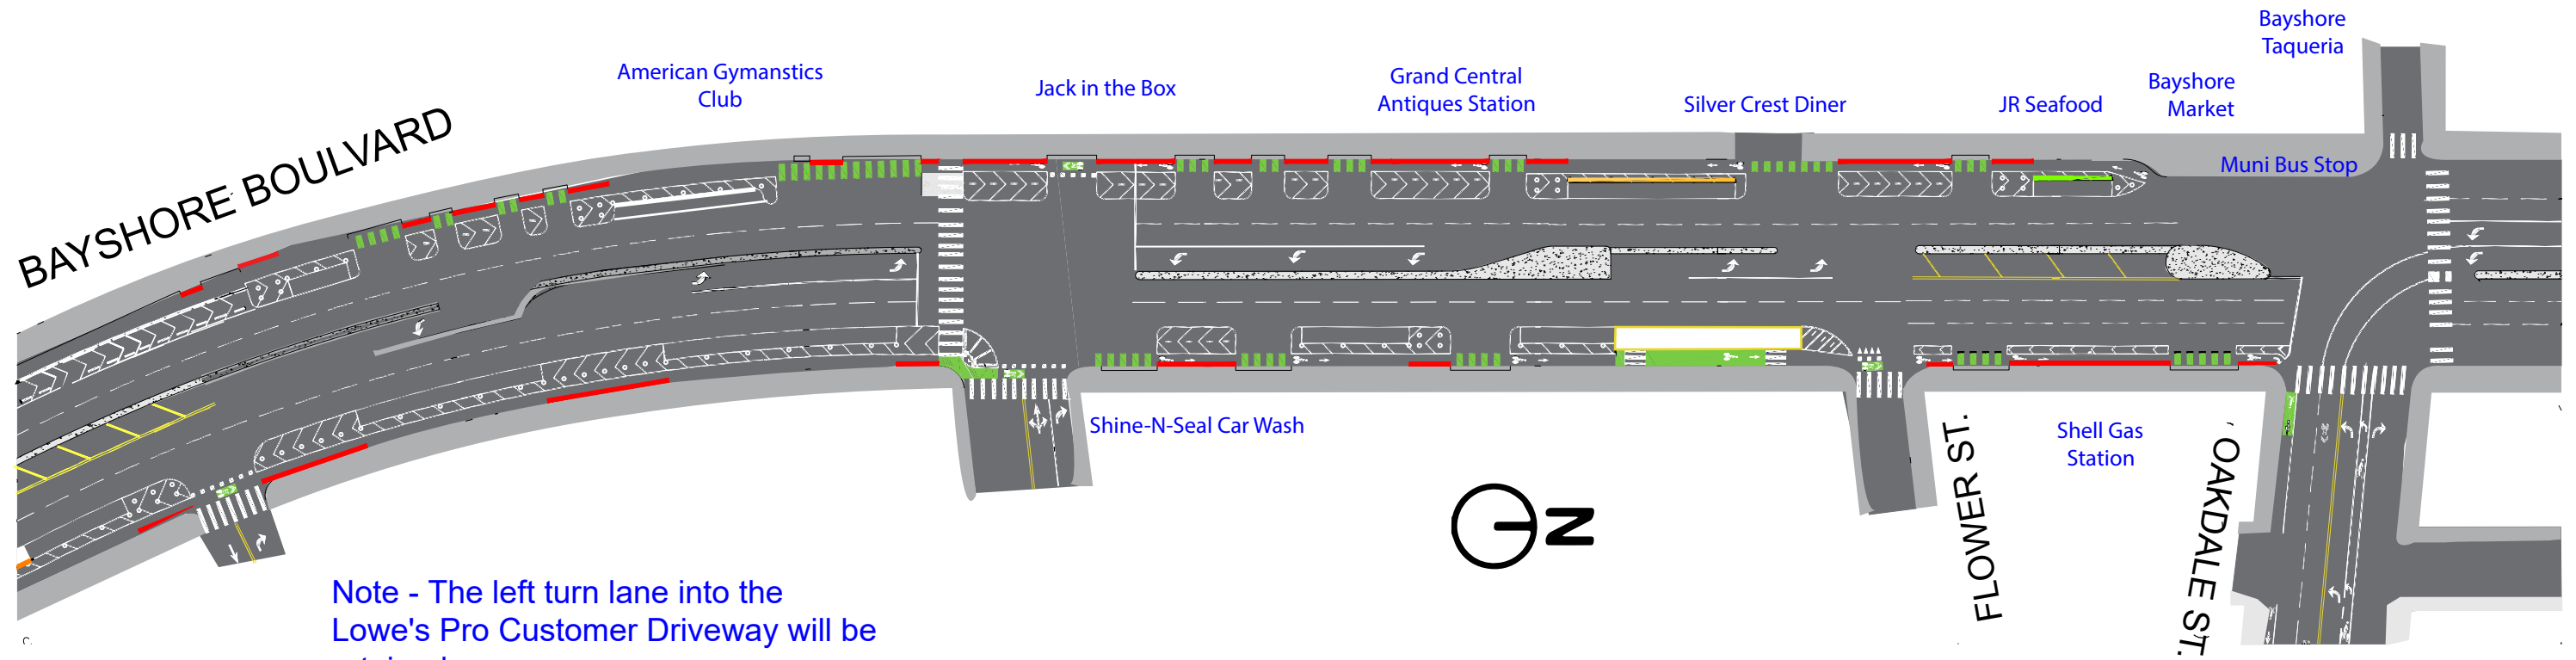 Bayshore
Taqueria
American Gymanstics
Club
Jack in the Box
Grand Central
Antiques Station
Silver Crest Diner
JR Seafood
Bayshore
Market
Muni Bus Stop
BAYSHORE BOULVARD
Shine-N-Seal Car Wash
Shell Gas
Station
FLOWER ST.
OAKDALE ST.
N
Note - The left turn lane into the
Lowe's Pro Customer Driveway will be